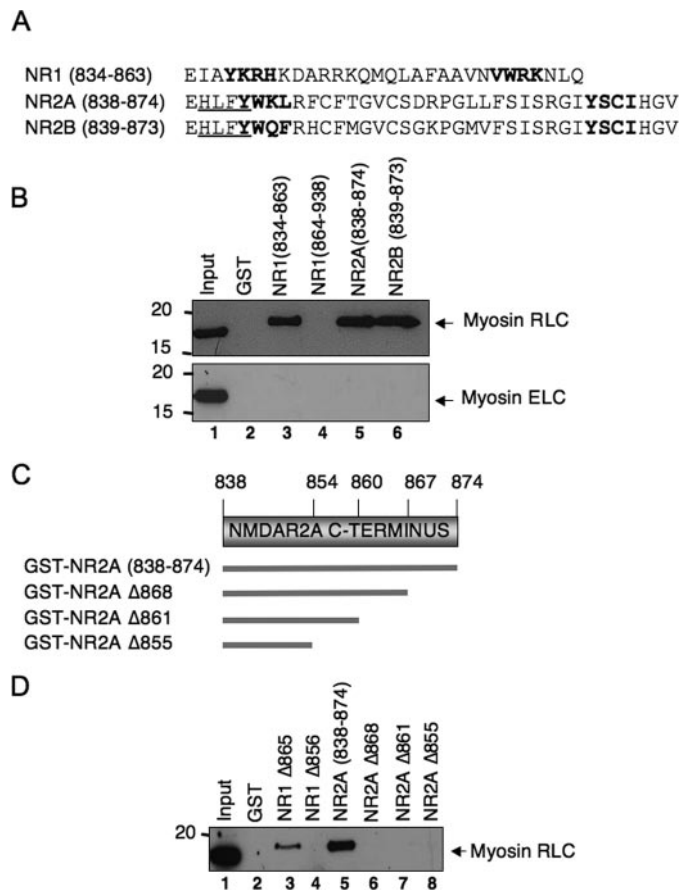 A
NR1 (834-863) EIAYKRHKDARRKQMQLAFAAVNVWRKNLQ
NR2A (838-874) EHLFYWKLRFCFTGVCSDRPGLLFSISRGIYSCIHGV
NR2B (839-873) EHLFYWQFRHCFMGVCSGKPGMVFSISRGIYSCIHGV
B
Input
GST
NR1(834-863)
NR1(864-938)
NR2A(838-874)
NR2B (839-873)
20
15
Myosin RLC
20
15
Myosin ELC
1 2 3 4 5 6
C
838 854 860 867 874
NMDAR2A C-TERMINUS
GST-NR2A (838-874)
GST-NR2A Δ868
GST-NR2A Δ861
GST-NR2A Δ855
D
Input
GST
NR1 Δ865
NR1 Δ856
NR2A (838-874)
NR2A Δ868
NR2A Δ861
NR2A Δ855
20
Myosin RLC
1 2 3 4 5 6 7 8